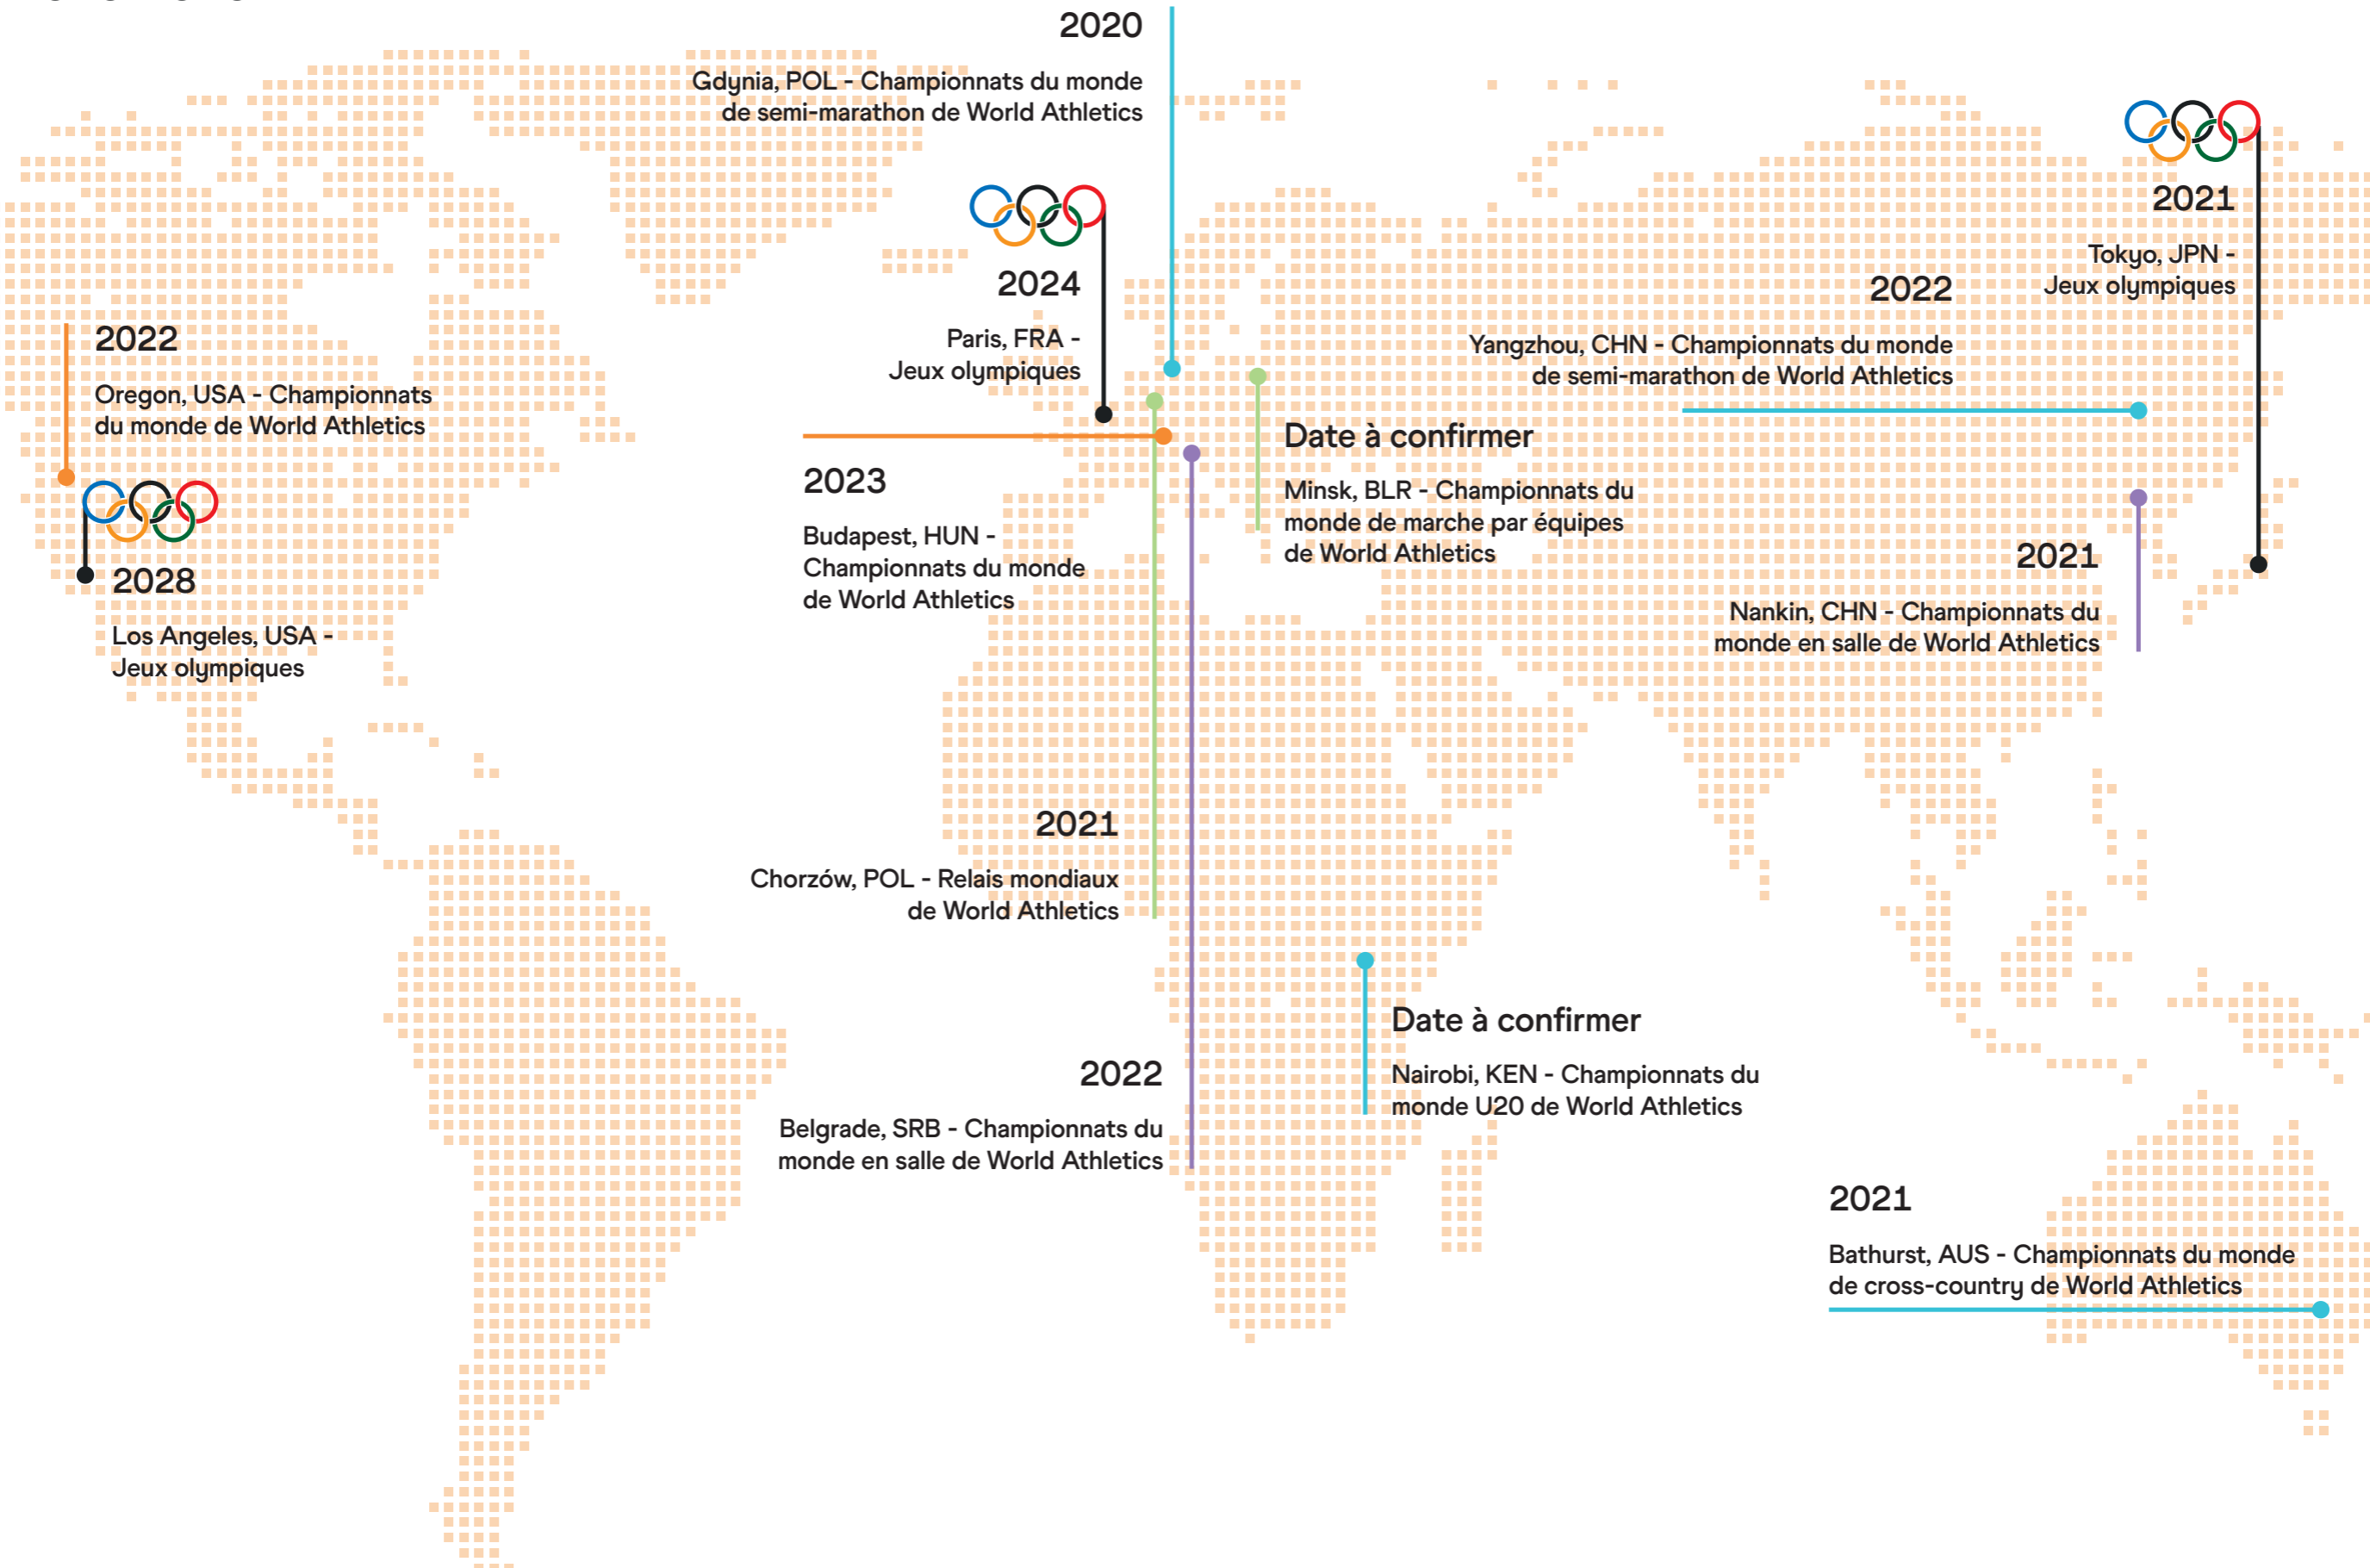 2020
Gdynia, POL - Championnats du monde
de semi-marathon de World Athletics
2021
Tokyo, JPN -
Jeux olympiques
2024
Paris, FRA -
Jeux olympiques
2022
Yangzhou, CHN - Championnats du monde
de semi-marathon de World Athletics
2022
Oregon, USA - Championnats
du monde de World Athletics
Date à confirmer
Minsk, BLR - Championnats du
monde de marche par équipes
de World Athletics
2023
Budapest, HUN -
Championnats du monde
de World Athletics
2028
Los Angeles, USA -
Jeux olympiques
2021
Nankin, CHN - Championnats du
monde en salle de World Athletics
2021
Chorzów, POL - Relais mondiaux
de World Athletics
Date à confirmer
Nairobi, KEN - Championnats du
monde U20 de World Athletics
2022
Belgrade, SRB - Championnats du
monde en salle de World Athletics
2021
Bathurst, AUS - Championnats du monde
de cross-country de World Athletics